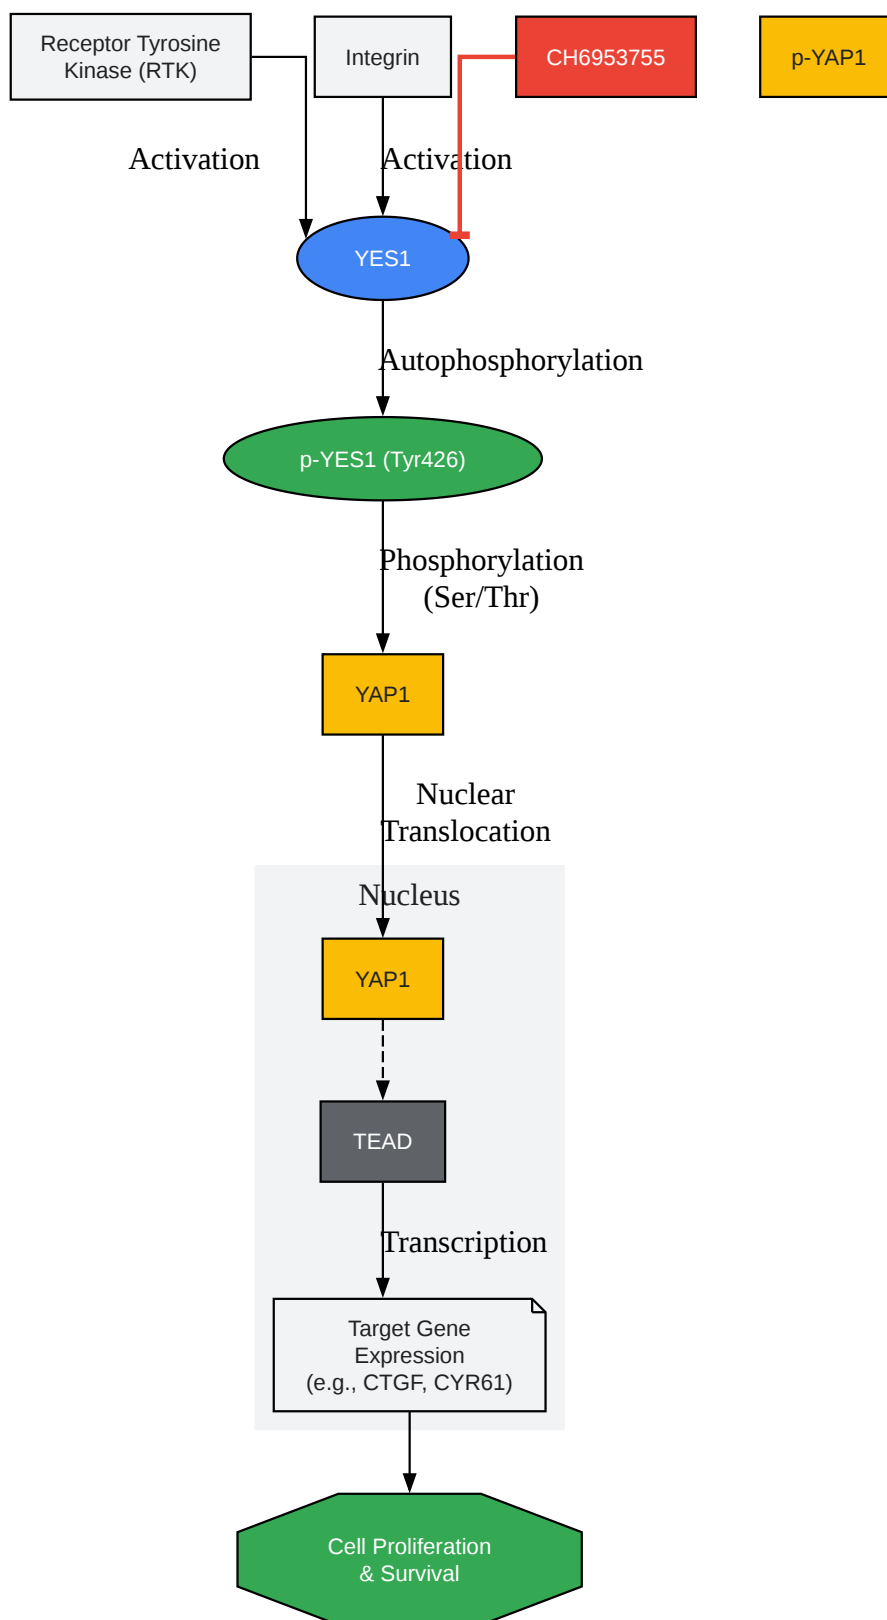 Receptor Tyrosine
Kinase (RTK)
Integrin
CH6953755
p-YAP1
Activation
Activation
YES1
Autophosphorylation
p-YES1 (Tyr426)
Phosphorylation
(Ser/Thr)
YAP1
Nuclear
Translocation
Nucleus
YAP1
TEAD
Transcription
Target Gene
Expression
(e.g., CTGF, CYR61)
Cell Proliferation
& Survival